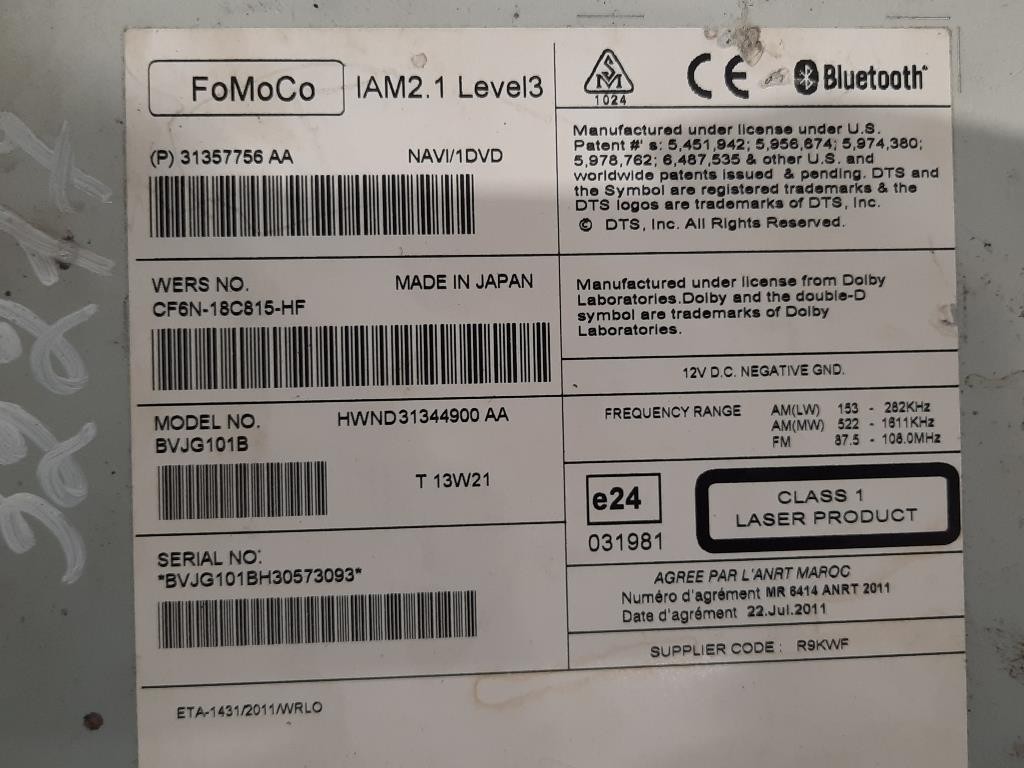 FoMoCo IAM2.1 Level3
(P) 31357756 AA NAVI/1DVD
WERS NO. MADE IN JAPAN
CF6N-18C815-HF
MODEL NO. HWND31344900 AA
BVJG101B
T 13W21
SERIAL NO:
*BVJG101BH30573093*
ETA-1431/2011/WRLO
SM
1024
CE
Bluetooth
Manufactured under license under U.S.
Patent #' s: 5,451,942; 5,956,674; 5,974,380;
5,978,762; 6,487,535 & other U.S. and
worldwide patents issued & pending. DTS and
the Symbol are registered trademarks & the
DTS logos are trademarks of DTS, Inc.
© DTS, Inc. All Rights Reserved.
Manufactured under license from Dolby
Laboratories.Dolby and the double-D
symbol are trademarks of Dolby
Laboratories.
12V D.C. NEGATIVE GND.
FREQUENCY RANGE AM(LW) 153 - 282KHz
AM(MW) 522 - 1611KHz
FM 87.5 - 108.0MHz
e24
031981
CLASS 1
LASER PRODUCT
AGREE PAR L'ANRT MAROC
Numéro d'agrément MR 6414 ANRT 2011
Date d'agrément 22.Jul.2011
SUPPLIER CODE : R9KWF